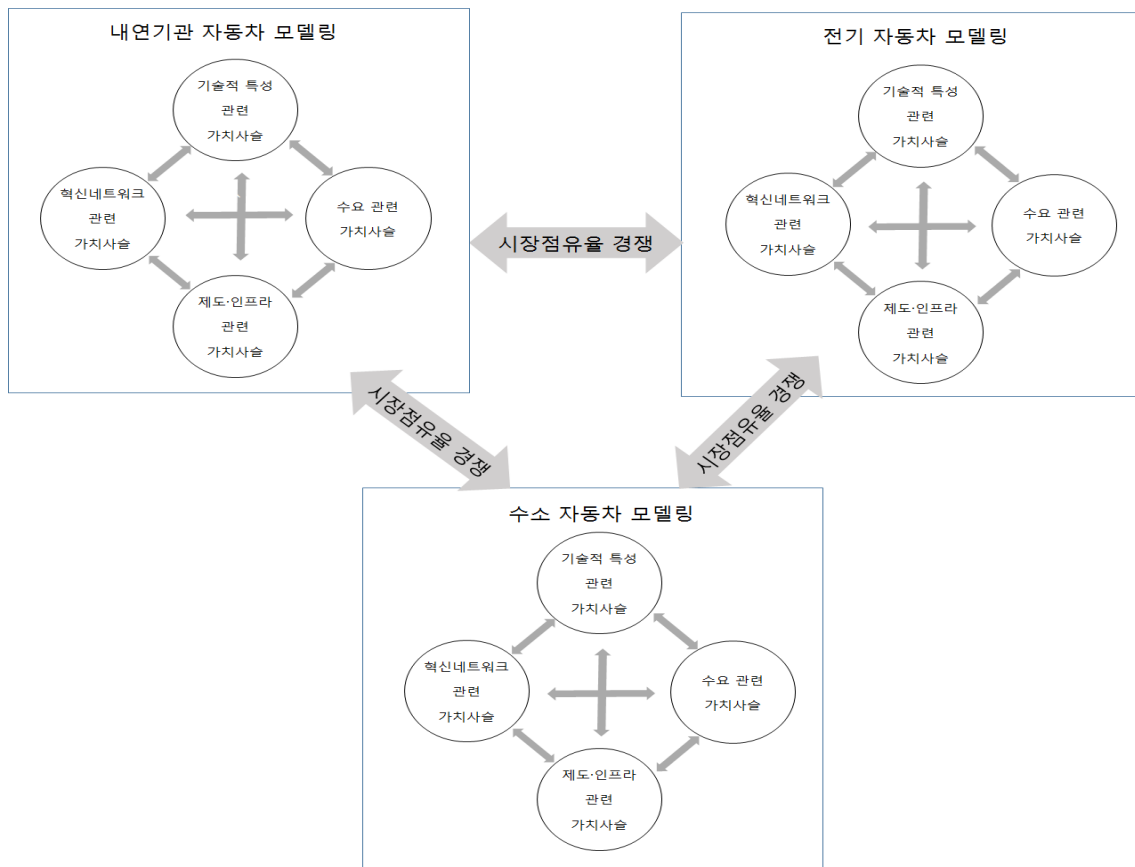 내연기관 자동차 모델링
기술적 특성
관련
가치사슬
혁신네트워크
관련
가치사슬
수요 관련
가치사슬
제도·인프라
관련
가치사슬
시장점유율 경쟁
전기 자동차 모델링
기술적 특성
관련
가치사슬
혁신네트워크
관련
가치사슬
수요 관련
가치사슬
제도·인프라
관련
가치사슬
시장점유율 경쟁
시장점유율 경쟁
수소 자동차 모델링
기술적 특성
관련
가치사슬
혁신네트워크
관련
가치사슬
수요 관련
가치사슬
제도·인프라
관련
가치사슬